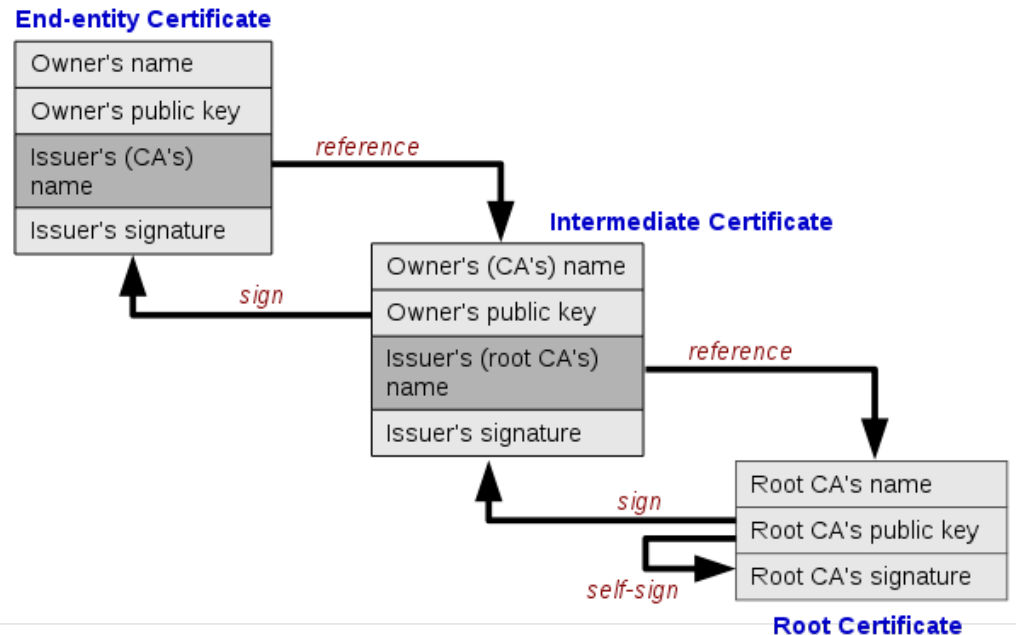 End-entity Certificate
Owner's name
Owner's public key
Issuer's (CA's)
name
Issuer's signature
reference
sign
Intermediate Certificate
Owner's (CA's) name
Owner's public key
Issuer's (root CA's)
name
Issuer's signature
reference
sign
self-sign
Root CA's name
Root CA's public key
Root CA's signature
Root Certificate